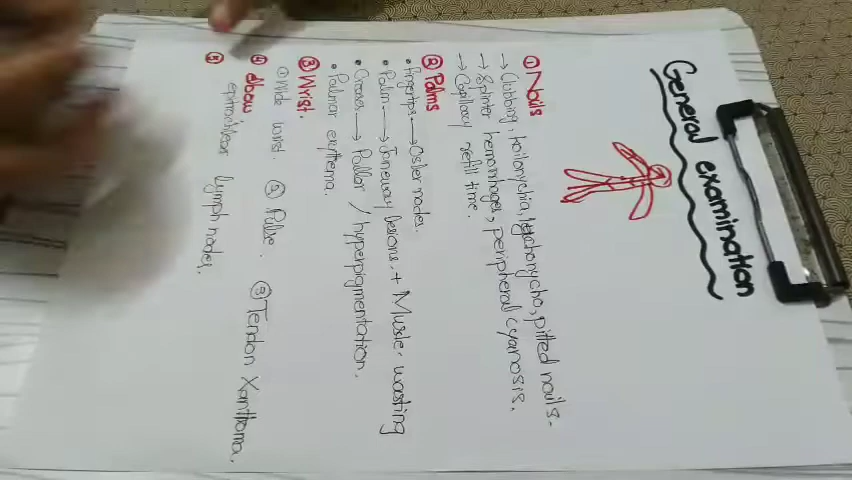 General examination
① Nails
→ Clubbing, koilonychia, leuchonychia, pitted nails.
→ Splinter hemorrhages, peripheral cyanosis.
→ Capillary refill time.
② Palms
• Fingertips → Osler nodes.
• Palm → Janeway lesions. + Muscle wasting
• Creases → Pallor / hyperpigmentation.
• Palmar erythema.
③ Wrist.
① Wide wrist. ② Pulse. ③ Tendon Xanthoma.
④ elbow
epitrochlear lymph nodes.
⑤